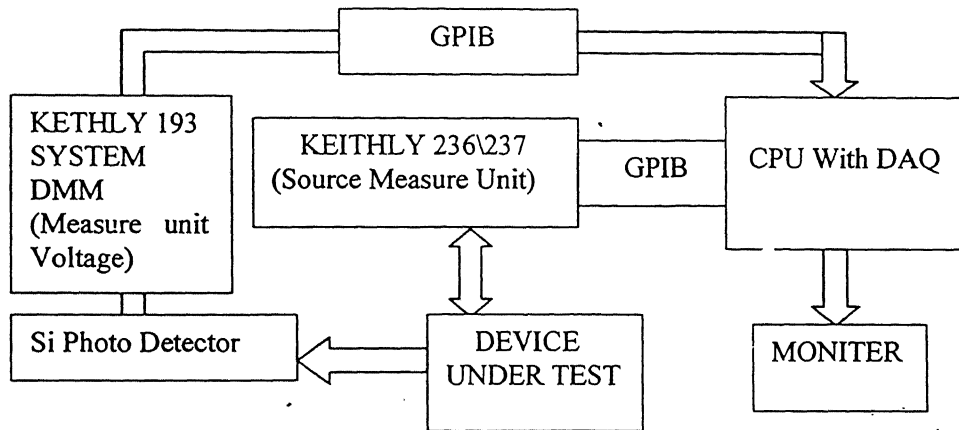 GPIB
KETHLY 193
SYSTEM
DMM
(Measure unit
Voltage)
KEITHLY 236\237
(Source Measure Unit)
GPIB
CPU With DAQ
Si Photo Detector
DEVICE
UNDER TEST
MONITER